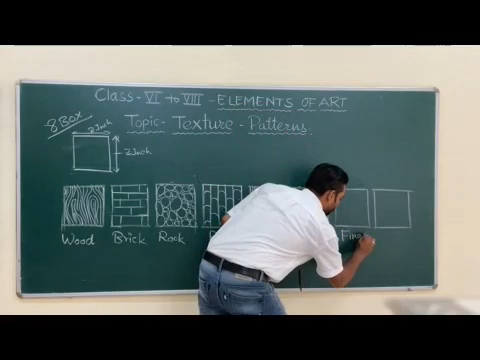 Class - VI to VIII - ELEMENTS OF ART
8 Box
Topic - Texture - Patterns.
2 Inch
2 Inch
Wood Brick Rock